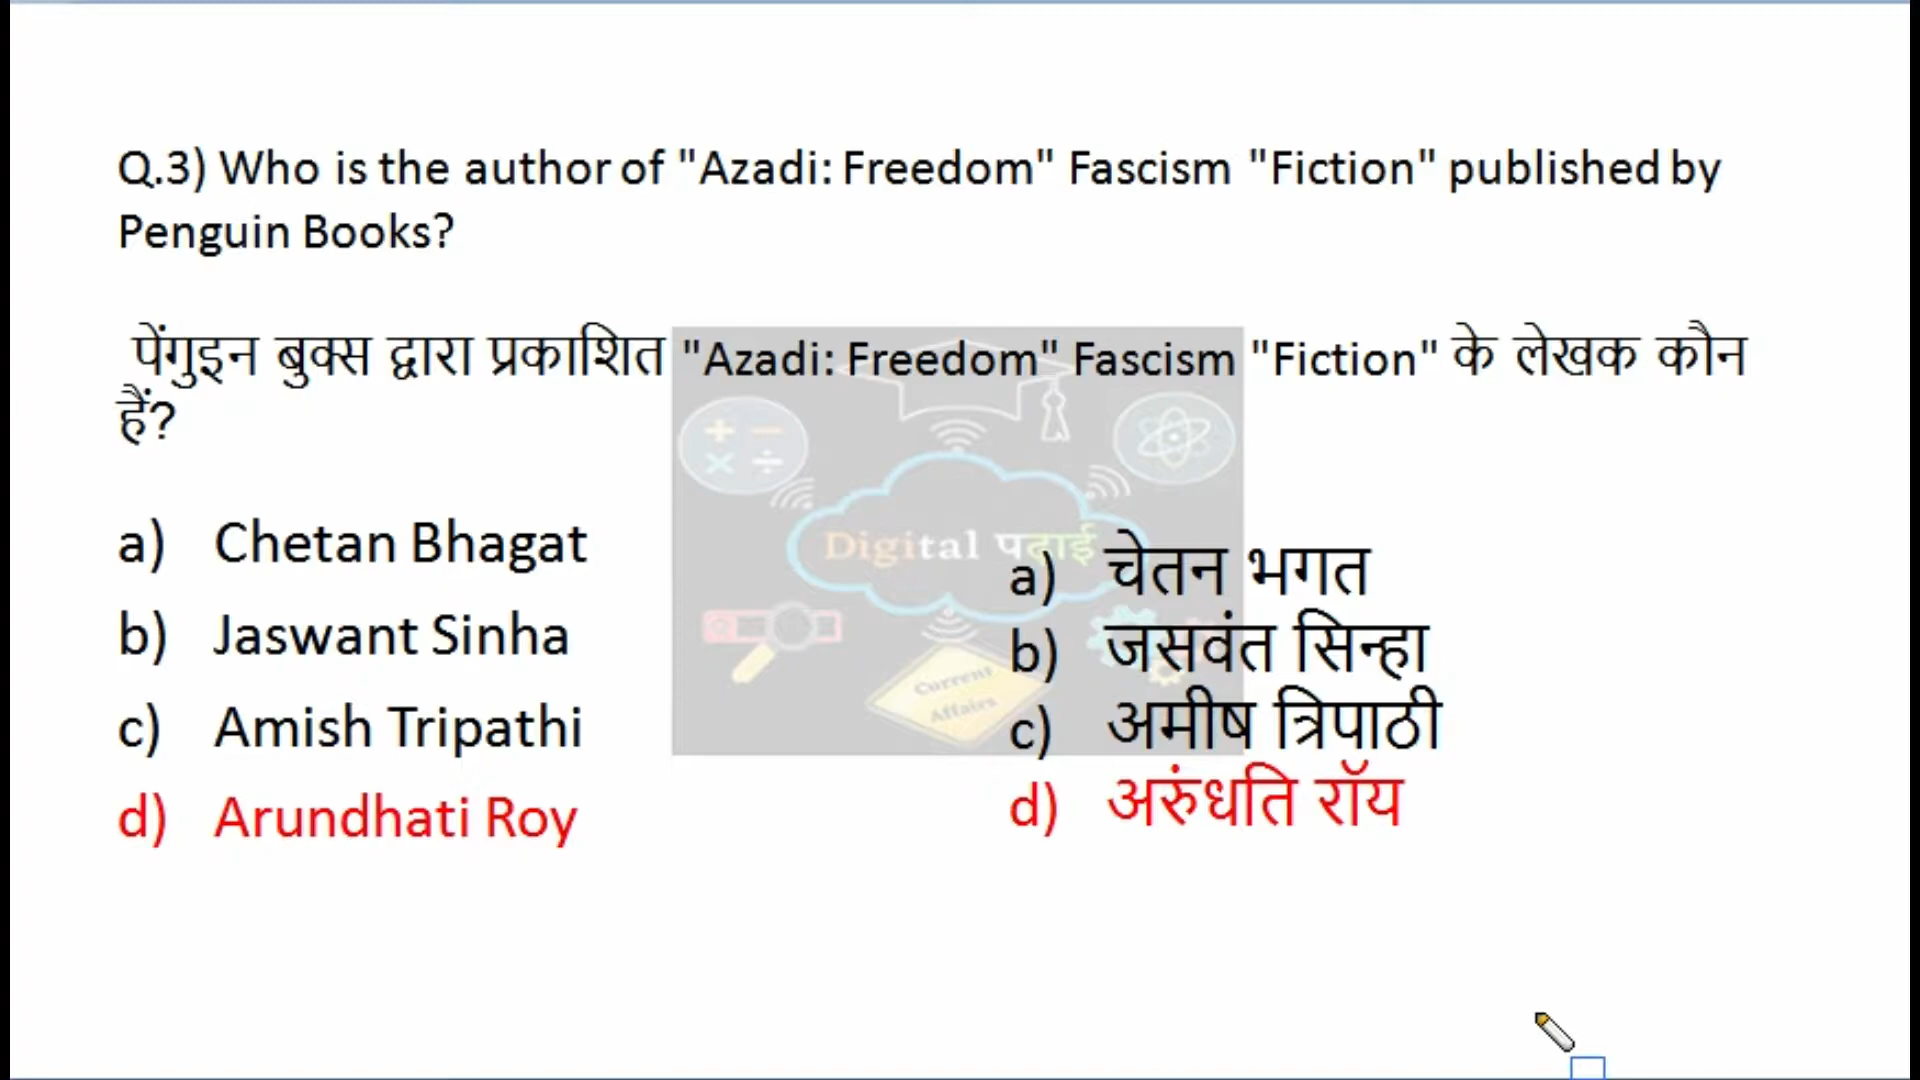 Q.3) Who is the author of "Azadi: Freedom" Fascism "Fiction" published by
Penguin Books?
पेंगुइन बुक्स द्वारा प्रकाशित "Azadi: Freedom" Fascism "Fiction" के लेखक कौन
हैं?
a) Chetan Bhagat
b) Jaswant Sinha
c) Amish Tripathi
d) Arundhati Roy
Digital पढ़ाई
Current
Affairs
a) चेतन भगत
b) जसवंत सिन्हा
c) अमीष त्रिपाठी
d) अरुंधति रॉय